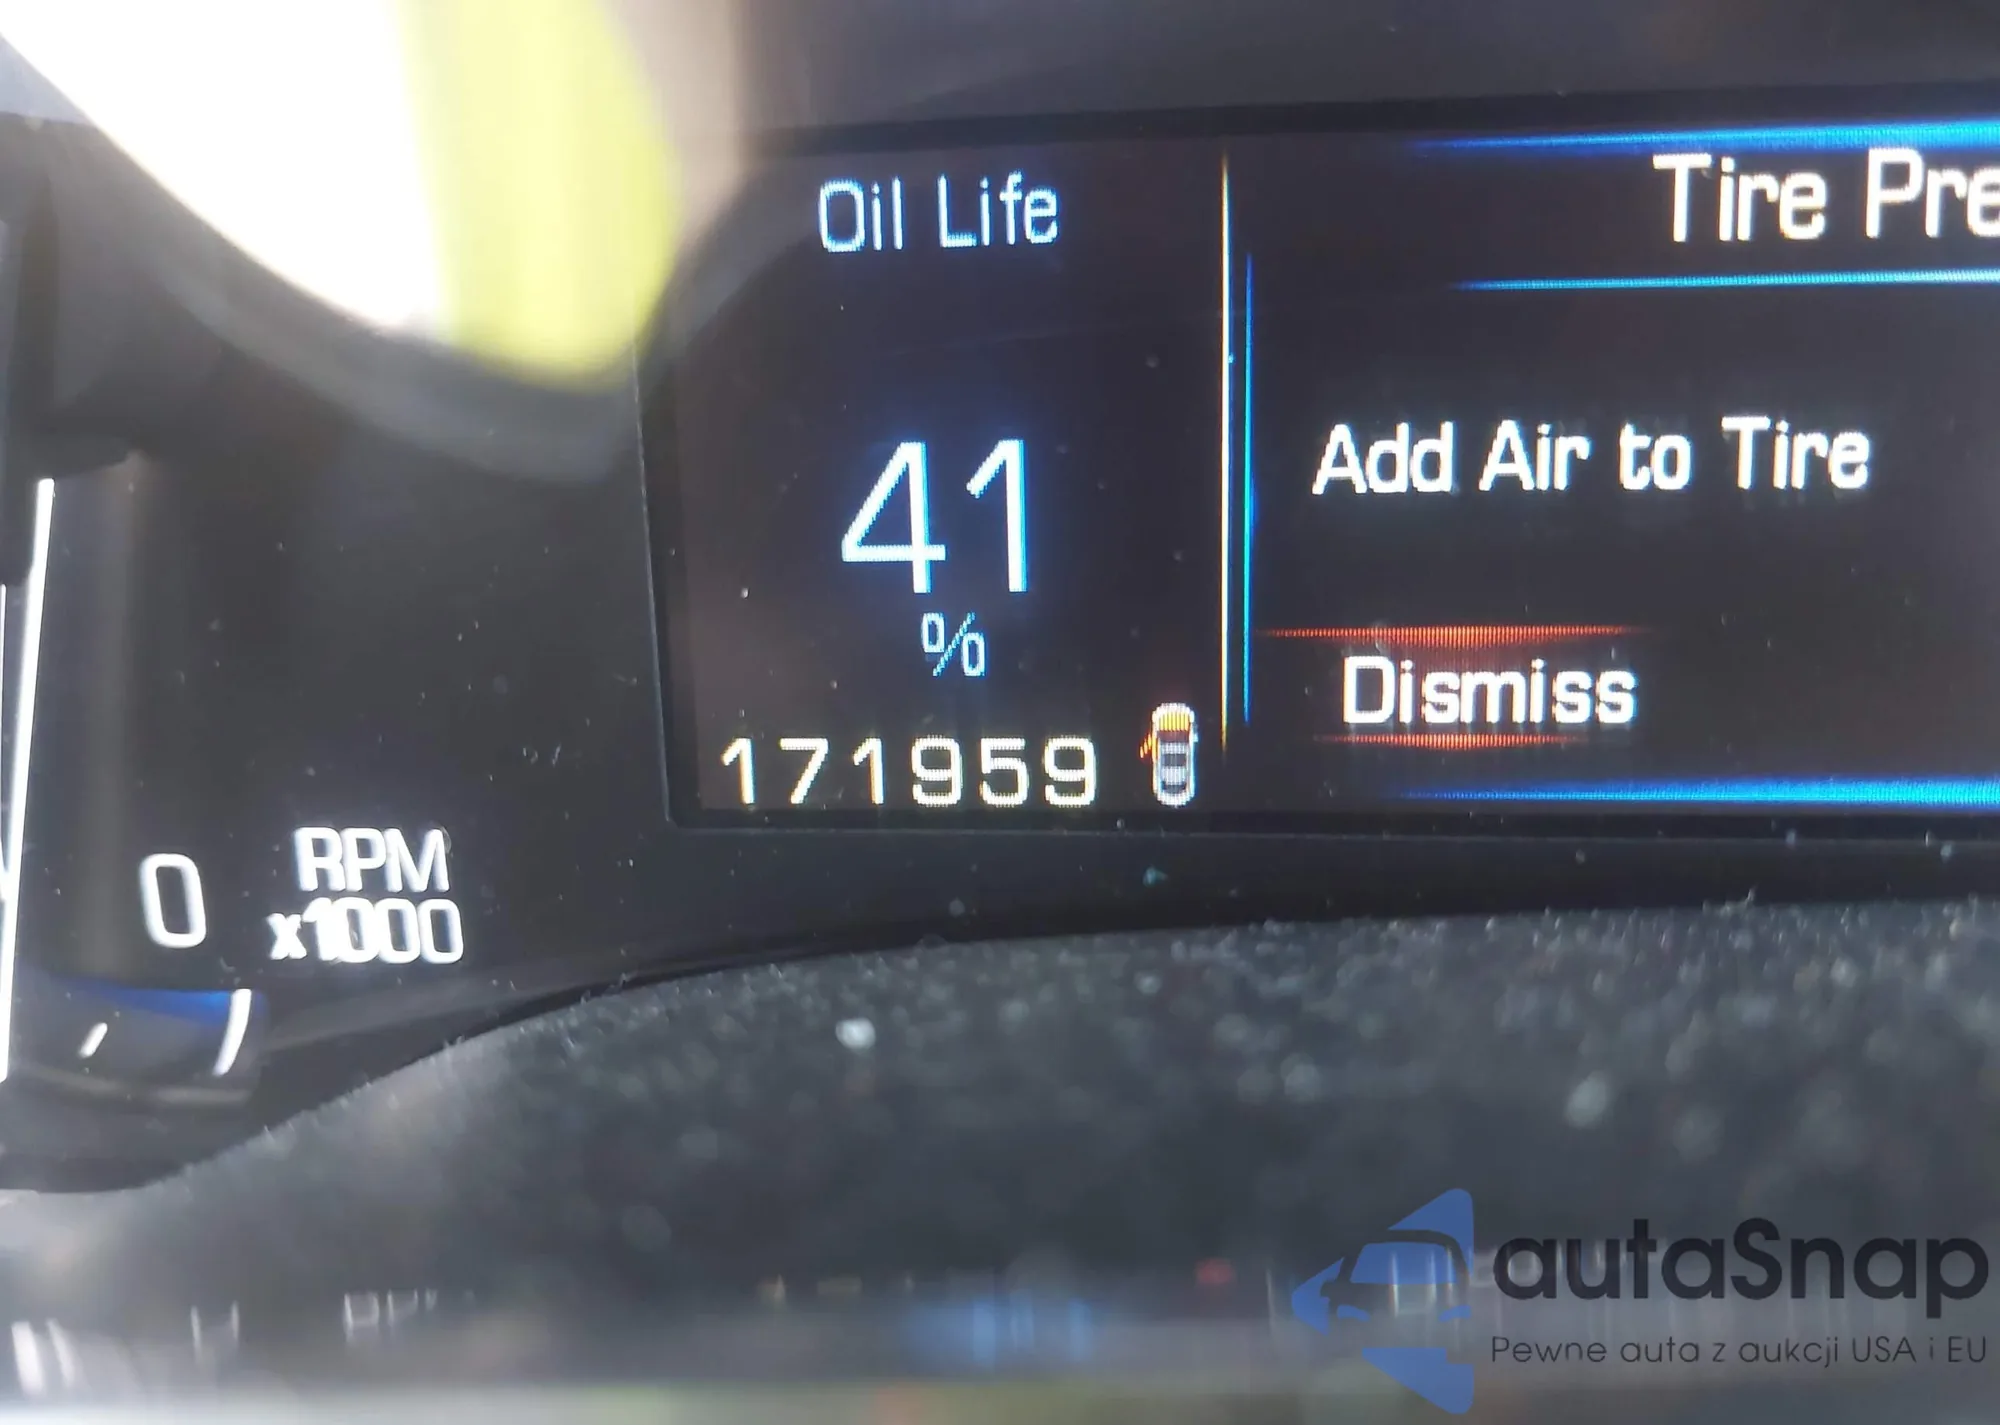 Oil Life
41
%
171959
Tire Pre
Add Air to Tire
Dismiss
0
RPM
x1000
autaSnap
Pewne auta z aukcji USA i EU